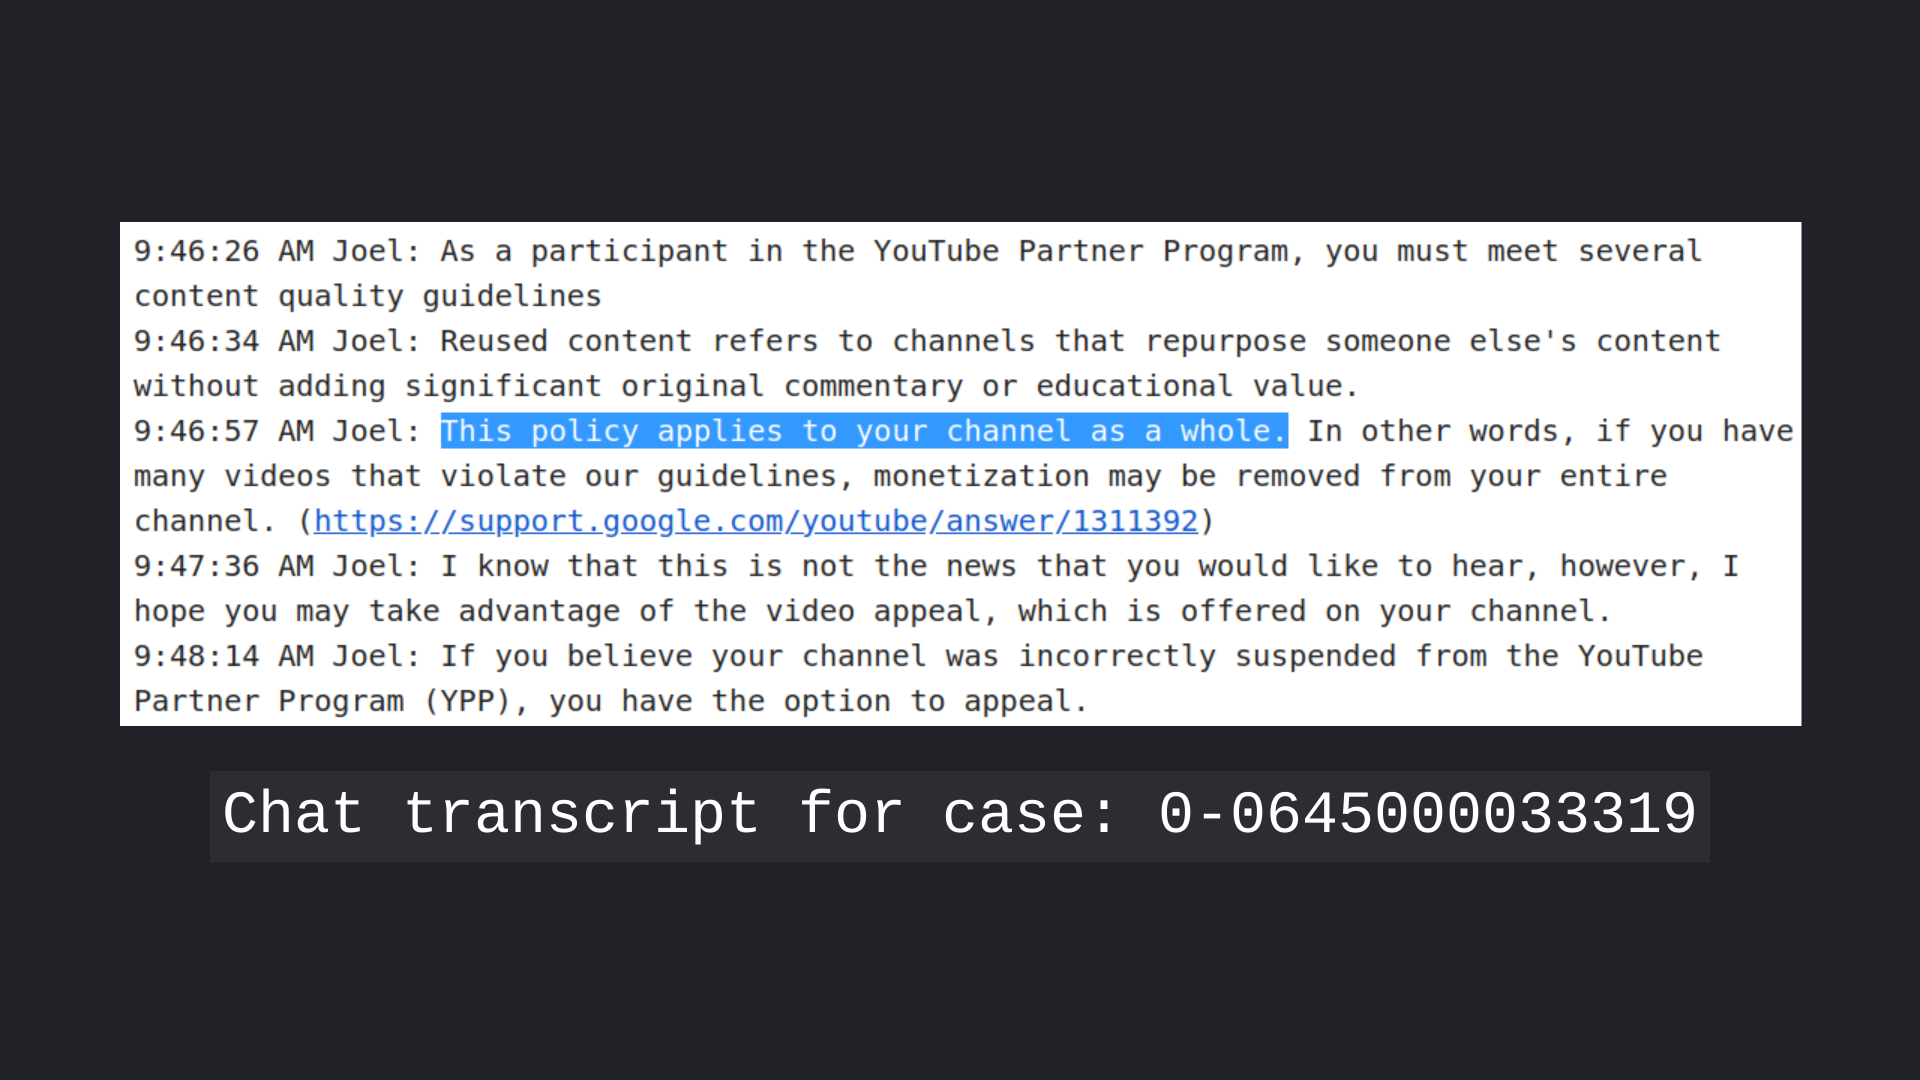 9:46:26 AM Joel: As a participant in the YouTube Partner Program, you must meet several
content quality guidelines
9:46:34 AM Joel: Reused content refers to channels that repurpose someone else's content
without adding significant original commentary or educational value.
9:46:57 AM Joel: This policy applies to your channel as a whole. In other words, if you have
many videos that violate our guidelines, monetization may be removed from your entire
channel. (https://support.google.com/youtube/answer/1311392)
9:47:36 AM Joel: I know that this is not the news that you would like to hear, however, I
hope you may take advantage of the video appeal, which is offered on your channel.
9:48:14 AM Joel: If you believe your channel was incorrectly suspended from the YouTube
Partner Program (YPP), you have the option to appeal.
Chat transcript for case: 0-0645000033319